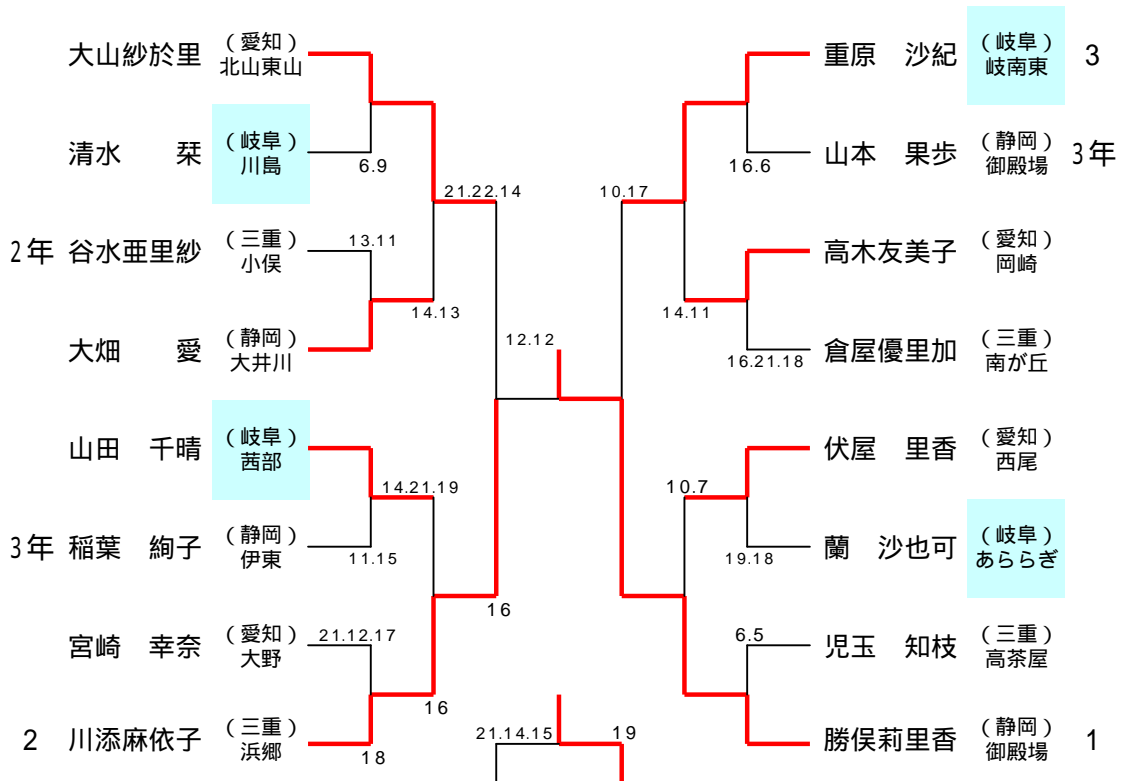 大山紗於里 （愛知） 北山東山
清水 栞 （岐阜） 川島
6.9
21.22.14
2年 谷水亜里紗 （三重） 小俣
13.11
大畑 愛 （静岡） 大井川
14.13
山田 千晴 （岐阜） 茜部
14.21.19
3年 稲葉 絢子 （静岡） 伊東
11.15
16
宮崎 幸奈 （愛知） 大野
21.12.17
16
2 川添麻依子 （三重） 浜郷
18
12.12
21.14.15
19
重原 沙紀 （岐阜） 岐南東 3
山本 果歩 （静岡） 御殿場 3年
16.6
10.17
高木友美子 （愛知） 岡崎
14.11
倉屋優里加 （三重） 南が丘
16.21.18
伏屋 里香 （愛知） 西尾
10.7
蘭 沙也可 （岐阜） あららぎ
19.18
児玉 知枝 （三重） 高茶屋
6.5
勝俣莉里香 （静岡） 御殿場 1